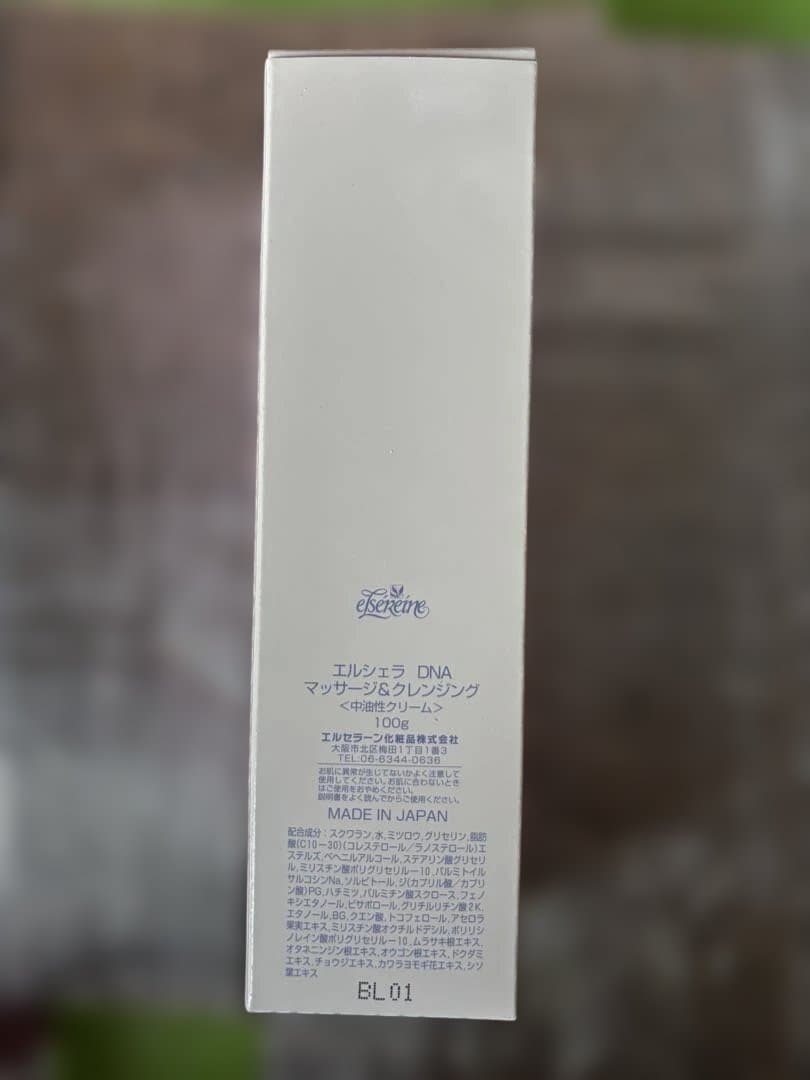 elséreine
エルシェラ DNA
マッサージ&クレンジング
<中油性クリーム>
100g
エルセラーン化粧品株式会社
大阪市北区梅田1丁目1番3
TEL:06-6344-0636
お肌に異常が生じてないかよく注意して
使用してください。お肌に合わないとき
はご使用をおやめください。
説明書をよく読んでからご使用ください。
MADE IN JAPAN
配合成分：スクワラン,水,ミツロウ,グリセリン,脂肪
酸(C10-30)(コレステロール/ラノステロール)エ
ステルズ,ベヘニルアルコール,ステアリン酸グリセリ
ル,ミリスチン酸ポリグリセリル-10,パルミトイル
サルコシンNa,ソルビトール,ジ(カプリル酸/カプリ
ン酸)PG,ハチミツ,パルミチン酸スクロース,フェノ
キシエタノール,ビサボロール,グリチルリチン酸2K,
エタノール,BG,クエン酸,トコフェロール,アセロラ
果実エキス,ミリスチン酸オクチルドデシル,ポリリシ
ノレイン酸ポリグリセリル-10,ムラサキ根エキス,
オタネニンジン根エキス,オウゴン根エキス,ドクダミ
エキス,チョウジエキス,カワラヨモギ花エキス,シソ
葉エキス
BL01